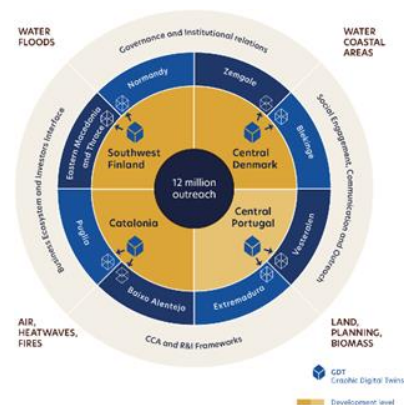 WATER
FLOODS
WATER
COASTAL
AREAS
Governance and Institutional relations
Normandy
Zemgale
Eastern Macedonia
and Thrace
Blekinge
Business Ecosystem and Investors Interface
Social Engagement, Communication and Outreach
Southwest
Finland
Central
Denmark
12 million
outreach
Catalonia
Central
Portugal
Puglia
Vesterålen
Baixo Alentejo
Extremadura
CCA and R&I Frameworks
AIR,
HEATWAVES,
FIRES
LAND,
PLANNING,
BIOMASS
GDT
Graphic Digital Twins
Development level